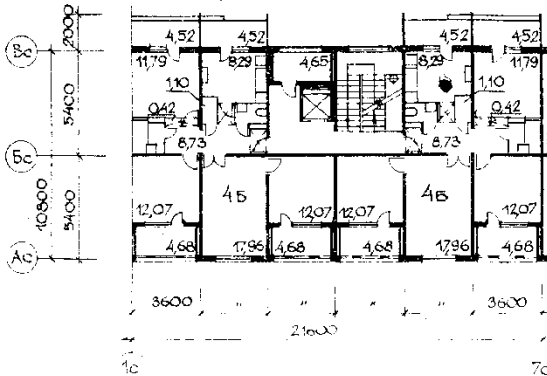 2000
4,52 4,52 4,52 4,52
Вс
11,79 8,29 4,65 8,29 11,79
1,10 1,10
5400
0,42 0,42
8,73 8,73
Бс
10800
4Б 4Б
5400
12,07 12,07 12,07 12,07
4,68 17,96 4,68 4,68 17,96 4,68
Ас
3600 " " " " 3600
21600
1с 7с